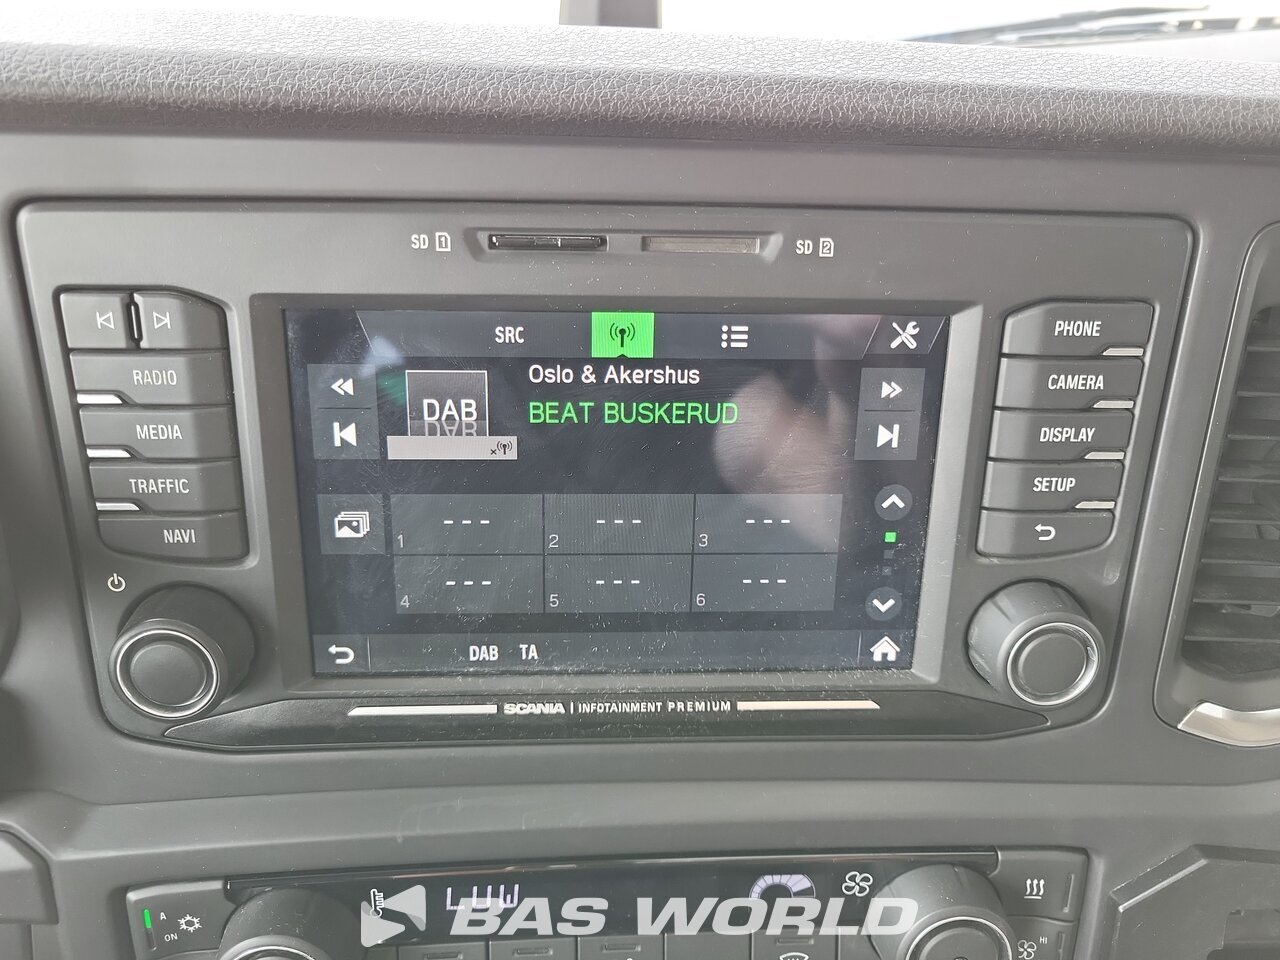 SD 1
SD 2
RADIO
MEDIA
TRAFFIC
NAVI
SRC
Oslo & Akershus
DAB
BEAT BUSKERUD
--- --- ---
1 2 3
--- --- ---
4 5 6
DAB TA
PHONE
CAMERA
DISPLAY
SETUP
SCANIA | INFOTAINMENT PREMIUM
A
ON
LOW
HI
BAS WORLD